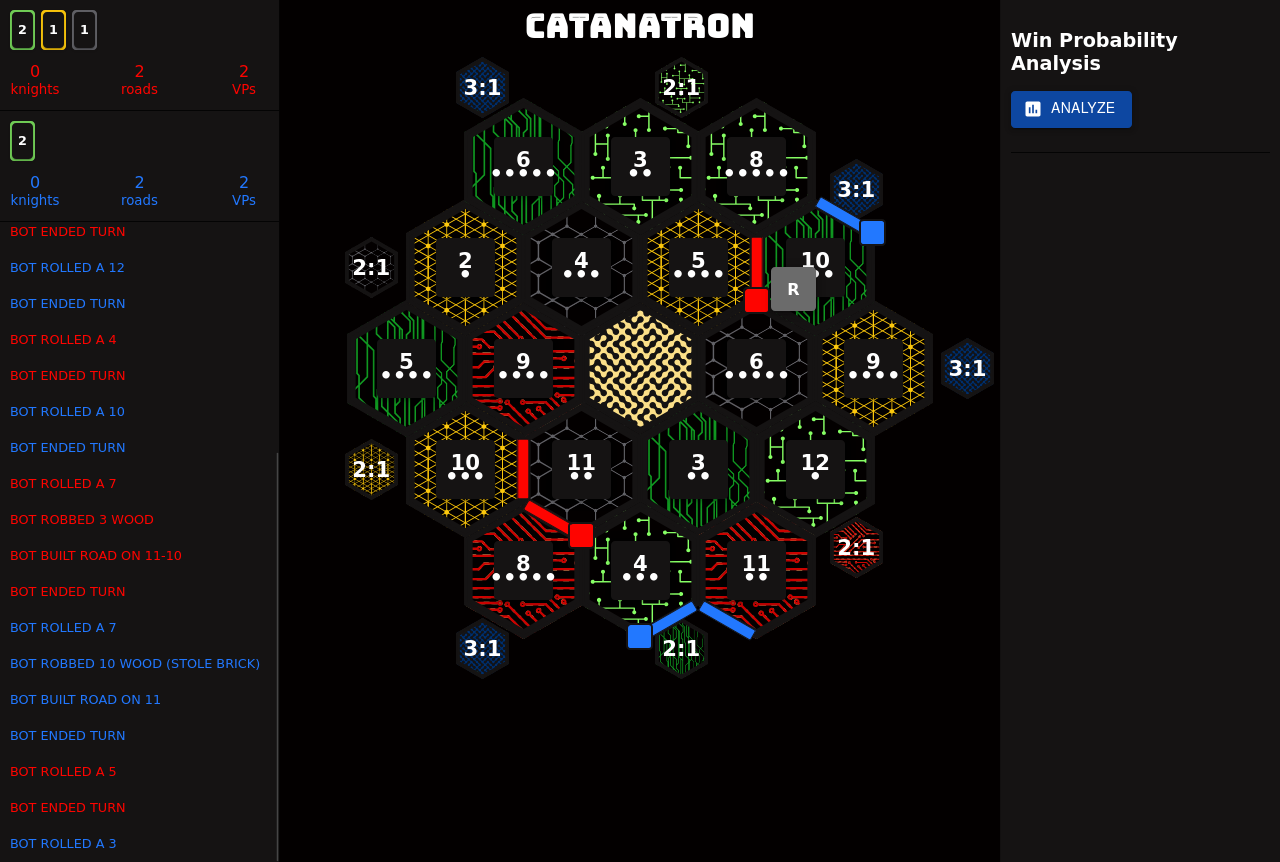 CATANATRON
2 1 1
0 2 2
knights roads VPs
2
0 2 2
knights roads VPs
BOT ENDED TURN
BOT ROLLED A 12
BOT ENDED TURN
BOT ROLLED A 4
BOT ENDED TURN
BOT ROLLED A 10
BOT ENDED TURN
BOT ROLLED A 7
BOT ROBBED 3 WOOD
BOT BUILT ROAD ON 11-10
BOT ENDED TURN
BOT ROLLED A 7
BOT ROBBED 10 WOOD (STOLE BRICK)
BOT BUILT ROAD ON 11
BOT ENDED TURN
BOT ROLLED A 5
BOT ENDED TURN
BOT ROLLED A 3
3:1 2:1
6 3 8
3:1
2:1 2 4 5 10
R
5 9 6 9 3:1
2:1 10 11 3 12
8 4 11 2:1
3:1 2:1
Win Probability
Analysis
ANALYZE